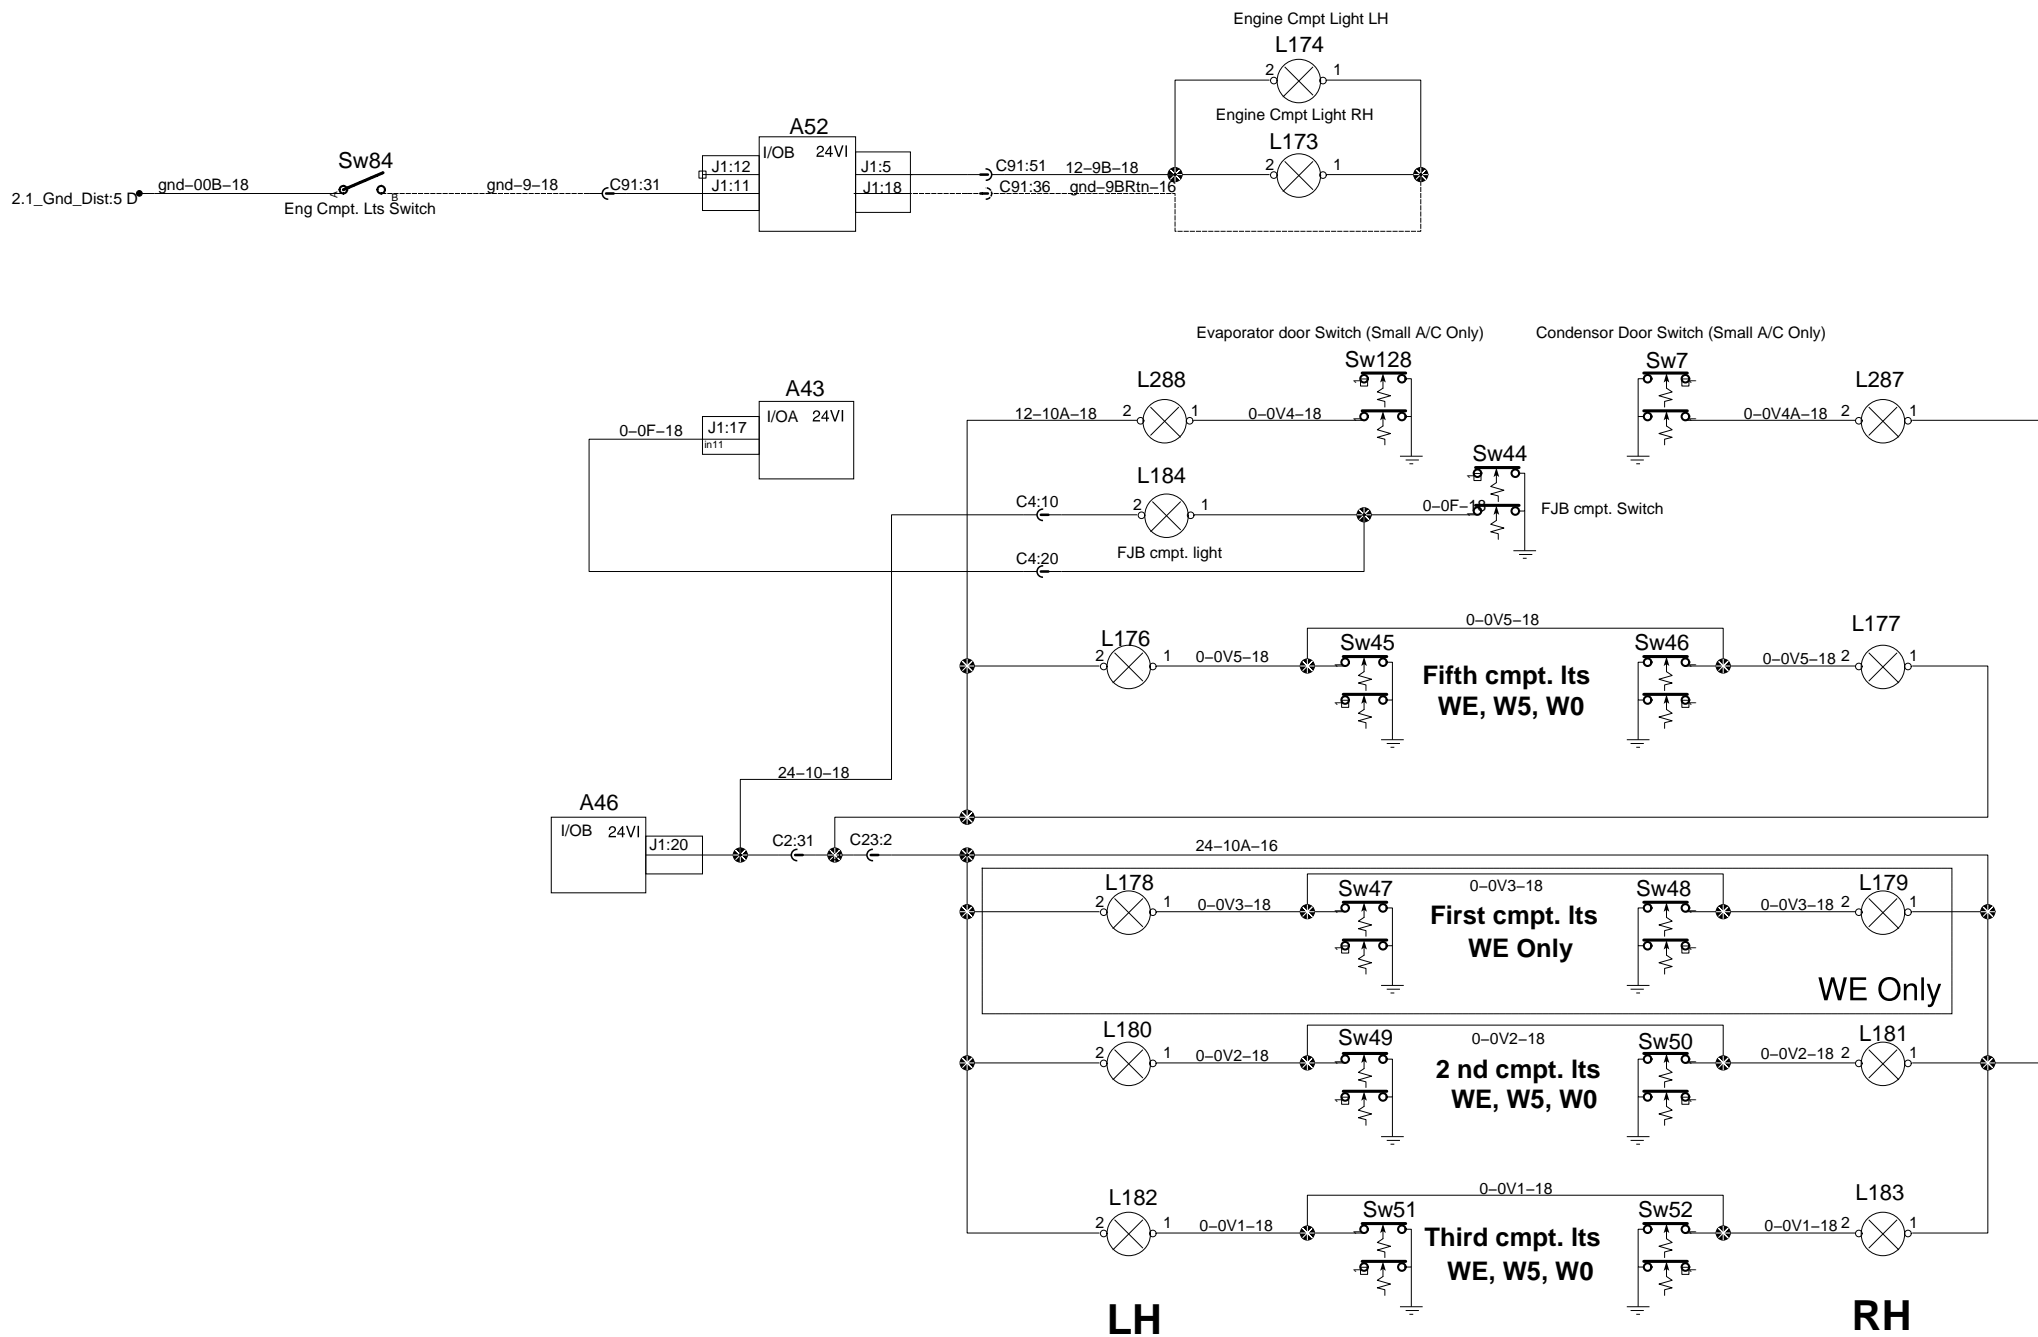 Engine Cmpt Light LH
L174
2 1
Engine Cmpt Light RH
L173
2 1
A52
I/OB 24VI
J1:12
J1:11
J1:5
J1:18
Sw84
A B
Eng Cmpt. Lts Switch
2.1_Gnd_Dist:5 D
gnd-00B-18
gnd-9-18
C91:31
C91:51
12-9B-18
C91:36
gnd-9BRtn-16
Evaporator door Switch (Small A/C Only)
Condensor Door Switch (Small A/C Only)
Sw128
Sw7
L288
L287
12-10A-18
2 1
0-0V4-18
0-0V4A-18
2 1
A43
I/OA 24VI
0-0F-18
J1:17
in11
Sw44
L184
C4:10
2 1
0-0F-18
FJB cmpt. Switch
FJB cmpt. light
C4:20
0-0V5-18
L176
Sw45
Sw46
L177
2 1
0-0V5-18
0-0V5-18
2 1
Fifth cmpt. lts
WE, W5, W0
24-10-18
A46
I/OB 24VI
J1:20
C2:31
C23:2
24-10A-16
L178
Sw47
0-0V3-18
Sw48
L179
2 1
0-0V3-18
0-0V3-18
2 1
First cmpt. lts
WE Only
WE Only
L180
Sw49
0-0V2-18
Sw50
L181
2 1
0-0V2-18
0-0V2-18
2 1
2 nd cmpt. lts
WE, W5, W0
0-0V1-18
L182
Sw51
Sw52
L183
2 1
0-0V1-18
0-0V1-18
2 1
Third cmpt. lts
WE, W5, W0
LH
RH